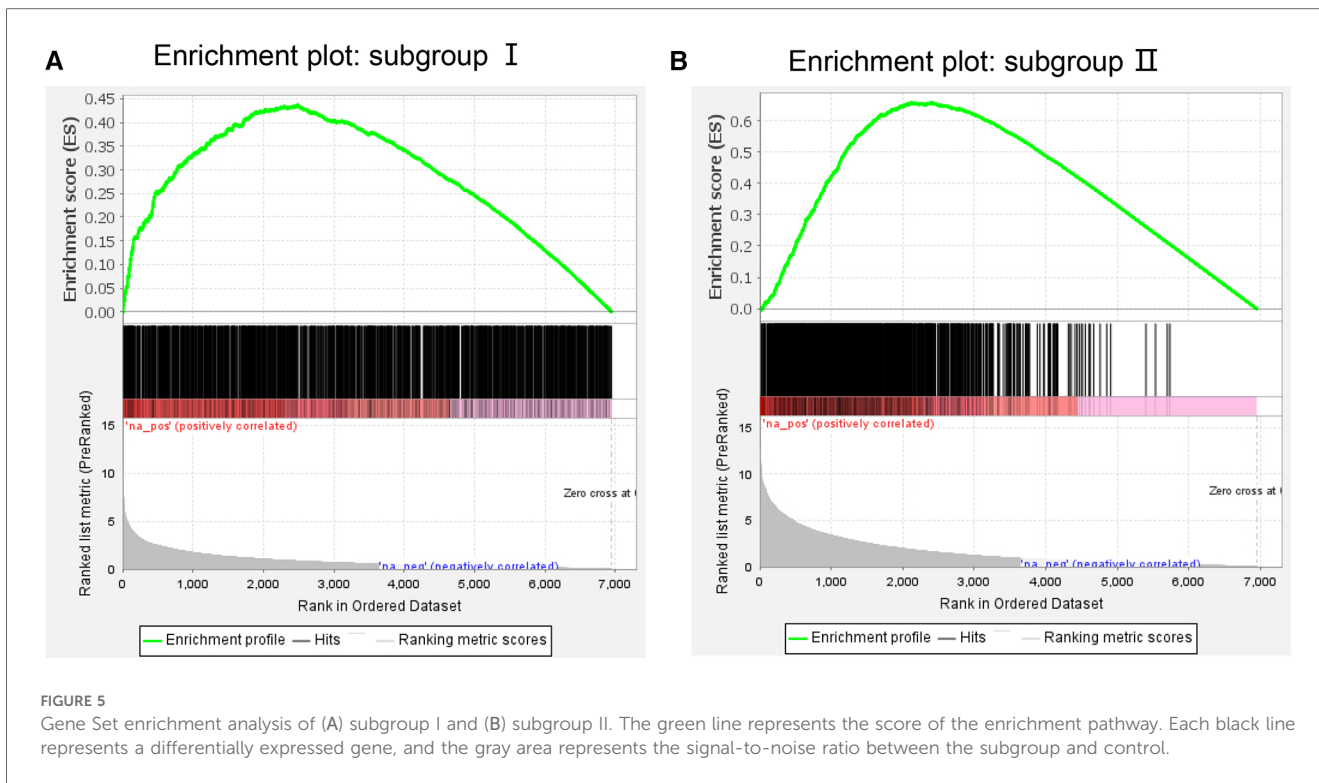 A
Enrichment plot: subgroup Ⅰ
Enrichment score (ES)
0.45
0.40
0.35
0.30
0.25
0.20
0.15
0.10
0.05
0.00
'na_pos' (positively correlated)
Ranked list metric (PreRanked)
15
10
5
0
Zero cross at
'na_neg' (negatively correlated)
0 1,000 2,000 3,000 4,000 5,000 6,000 7,000
Rank in Ordered Dataset
Enrichment profile Hits Ranking metric scores
B
Enrichment plot: subgroup Ⅱ
Enrichment score (ES)
0.6
0.5
0.4
0.3
0.2
0.1
0.0
'na_pos' (positively correlated)
Ranked list metric (PreRanked)
15
10
5
0
Zero cross at
'na_neg' (negatively correlated)
0 1,000 2,000 3,000 4,000 5,000 6,000 7,000
Rank in Ordered Dataset
Enrichment profile Hits Ranking metric scores
FIGURE 5
Gene Set enrichment analysis of (A) subgroup I and (B) subgroup II. The green line represents the score of the enrichment pathway. Each black line
represents a differentially expressed gene, and the gray area represents the signal-to-noise ratio between the subgroup and control.